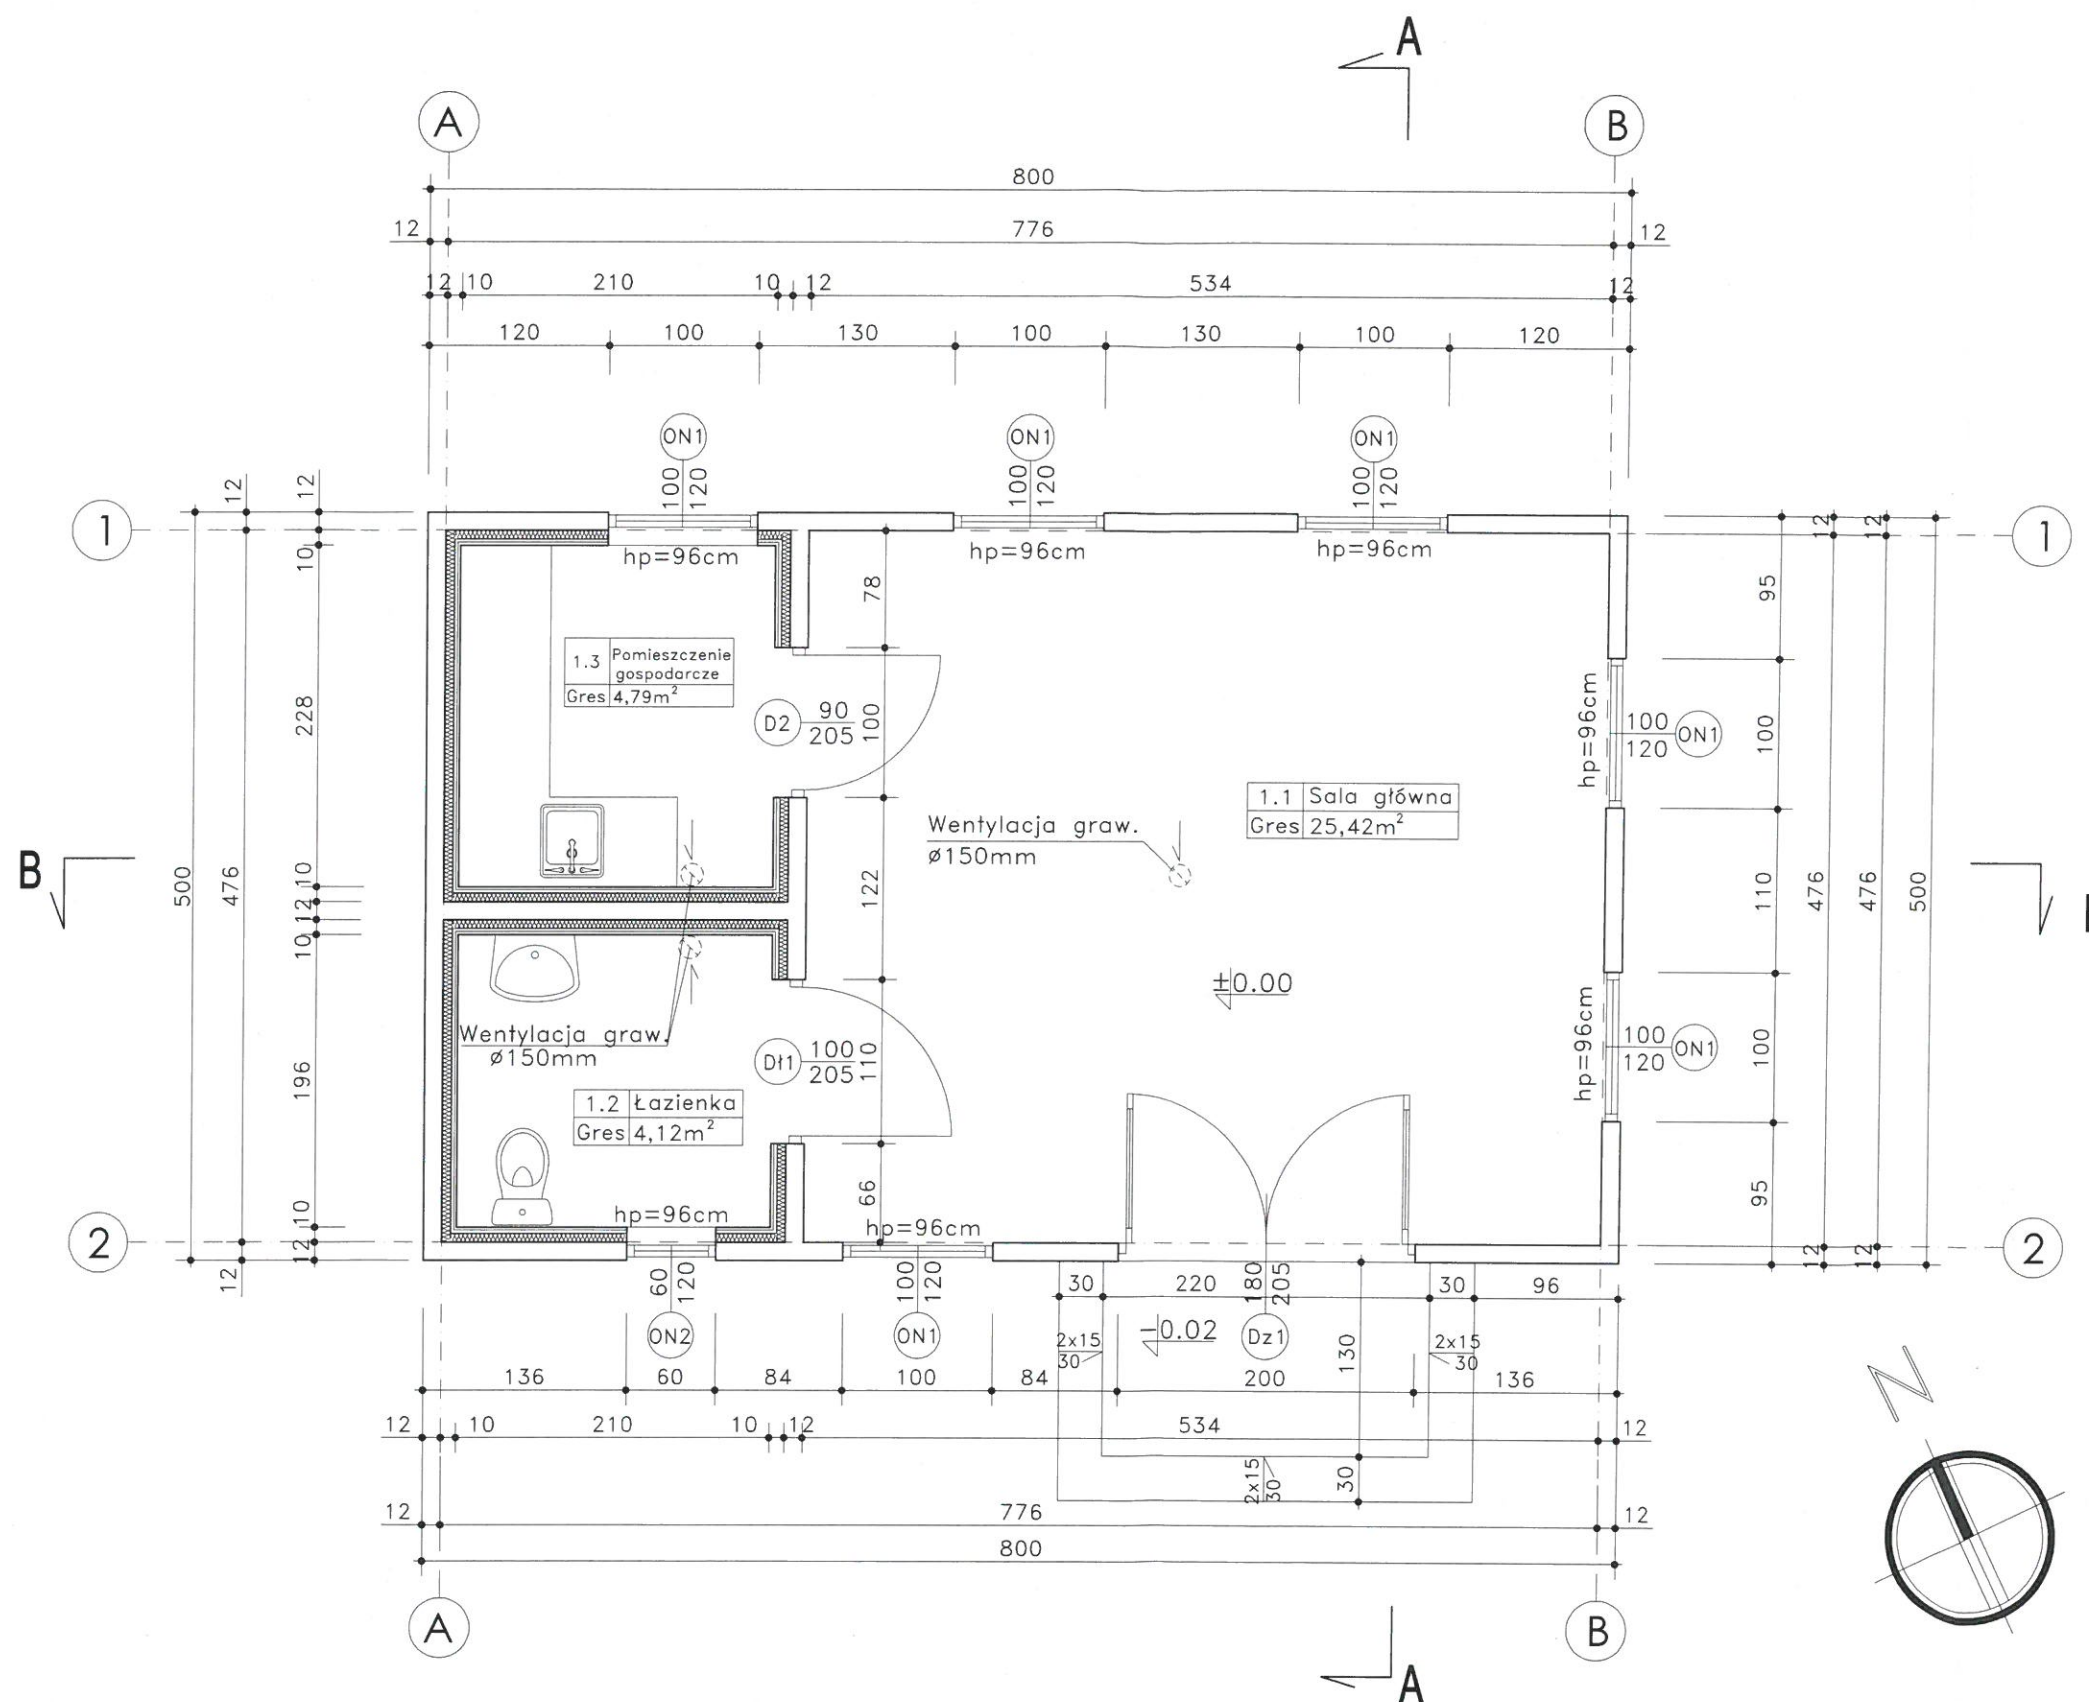 A
A B
800
12 776 12
12 10 210 10 12 534 12
120 100 130 100 130 100 120
ON1 ON1 ON1
100 120 100 120 100 120
1 1
12 12 12 12
hp=96cm hp=96cm hp=96cm
10 78 95
1.3 Pomieszczenie
gospodarcze
Gres 4,79m²
228 100
D2 90
205
hp=96cm
100
120 ON1
100
1.1 Sala główna
Gres 25,42m²
Wentylacja graw.
ø150mm
B
500 476 10 12 10 122 110 476 476 500
±0.00
Wentylacja graw.
ø150mm
Dł1 100
205
110
hp=96cm
100
120 ON1
100
196
1.2 Łazienka
Gres 4,12m²
66 95
10
hp=96cm hp=96cm
2 2
12 12 12 12
60 120 100 120 180 205
30 220 30 96
ON2 ON1 Dz1
-0.02
2x15
30
2x15
30
130
136 60 84 100 84 200 136
12 10 210 10 12 534 12
2x15
30
30
N
12 776 12
800
A B
A